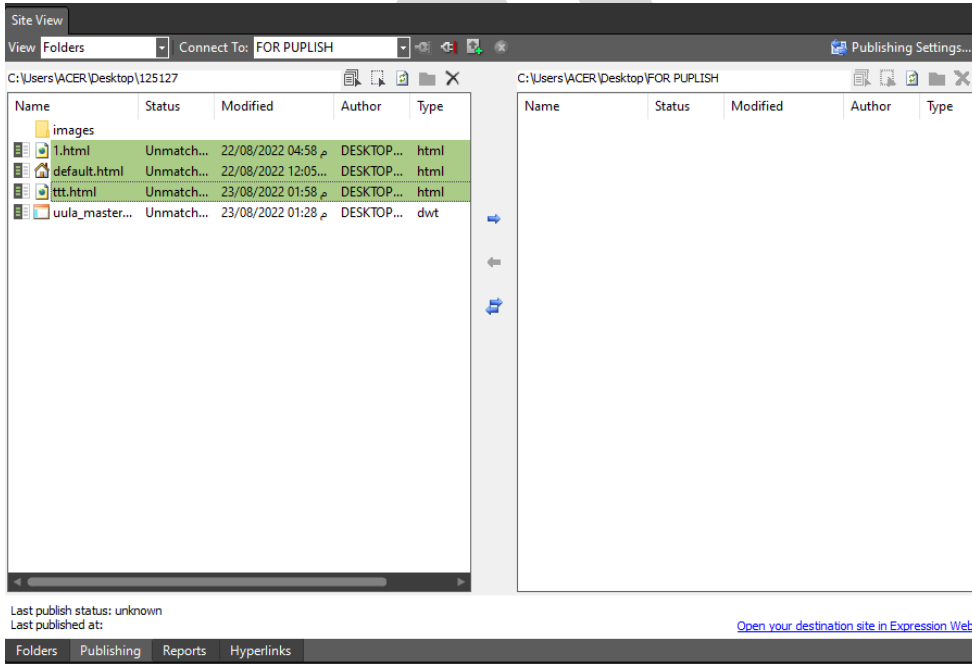 Site View
View Folders Connect To: FOR PUPLISH Publishing Settings...
C:\Users\ACER\Desktop\125127 C:\Users\ACER\Desktop\FOR PUPLISH
Name Status Modified Author Type Name Status Modified Author Type
images
1.html Unmatch... 22/08/2022 04:58 م DESKTOP... html
default.html Unmatch... 22/08/2022 12:05... DESKTOP... html
ttt.html Unmatch... 23/08/2022 01:58 م DESKTOP... html
uula_master... Unmatch... 23/08/2022 01:28 م DESKTOP... dwt
Last publish status: unknown
Last published at: Open your destination site in Expression Web
Folders Publishing Reports Hyperlinks